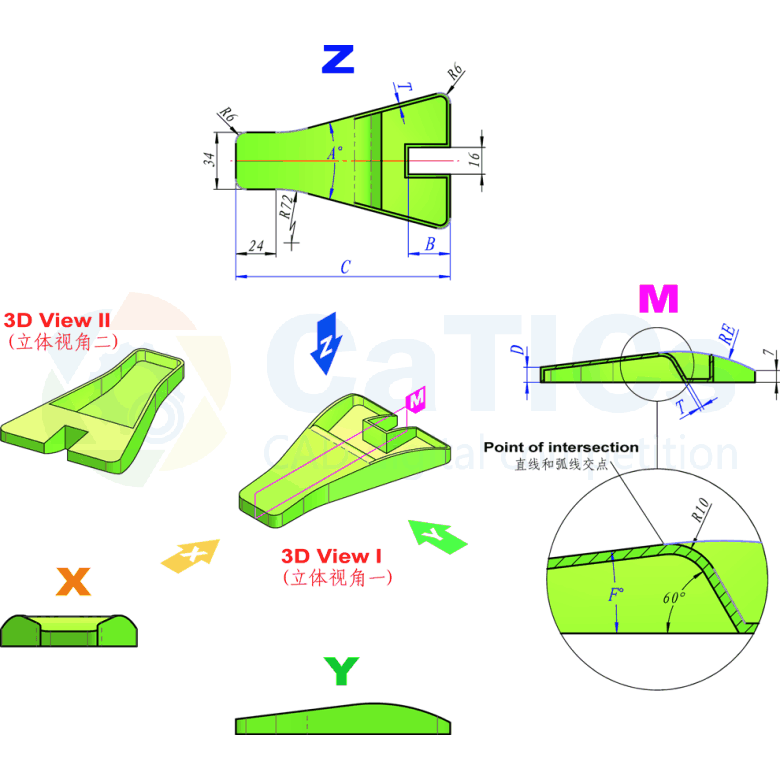 Z
R6
T
R6
A°
34
16
R72
24
B
C
M
3D View II
(立体视角二)
Z
M
RE
D
7
T
CaTICs
Point of intersection
直线和弧线交点
R10
F°
60°
X
Y
3D View I
(立体视角一)
X
Y